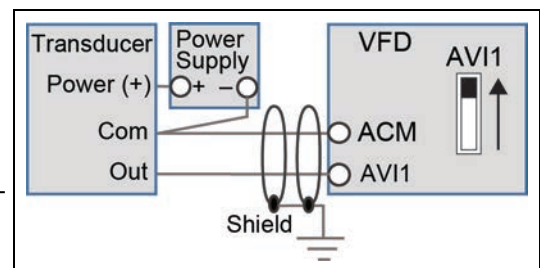 Transducer
Power
Supply
Power (+)
+ –
Com
Out
Shield
VFD
AVI1
ACM
AVI1